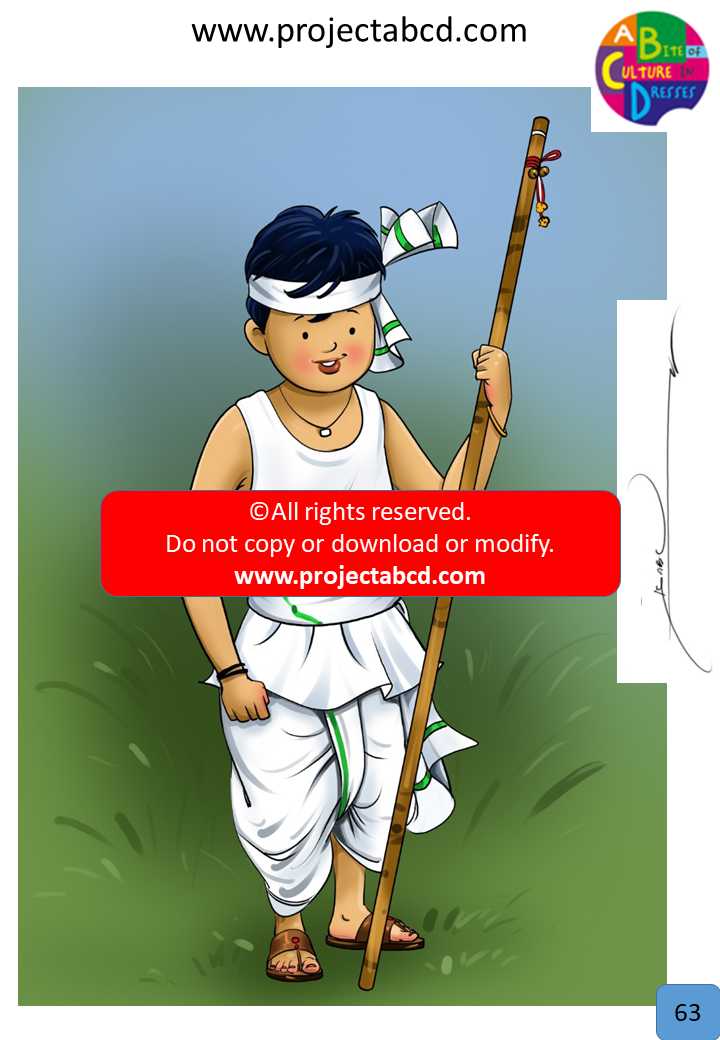 www.projectabcd.com
A BITE OF
CULTURE IN
DRESSES
©All rights reserved.
Do not copy or download or modify.
www.projectabcd.com
63